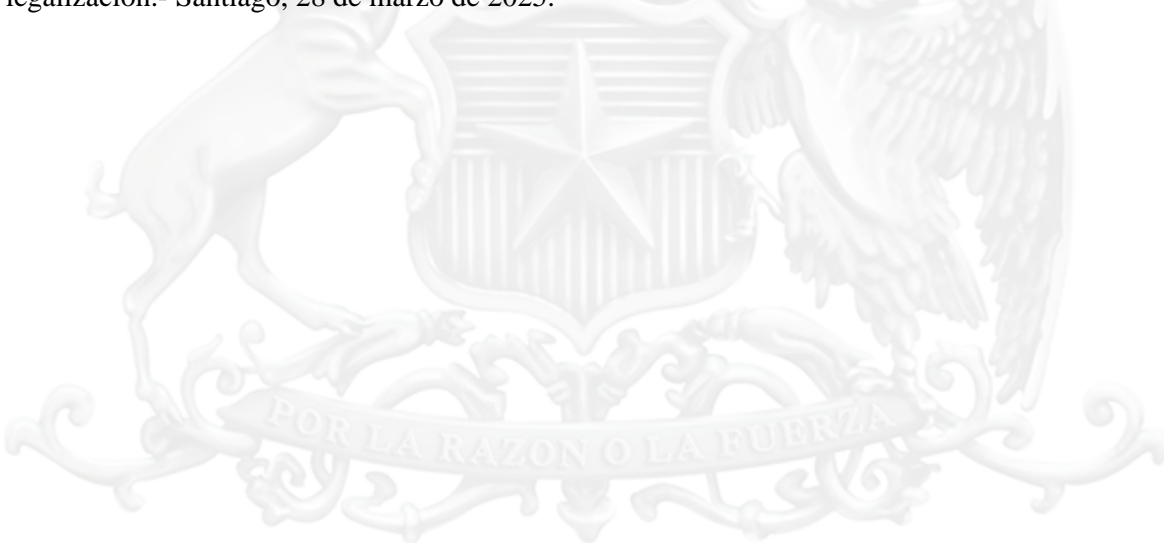 legalización.- Santiago, 28 de marzo de 2025.
POR LA RAZON O LA FUERZA